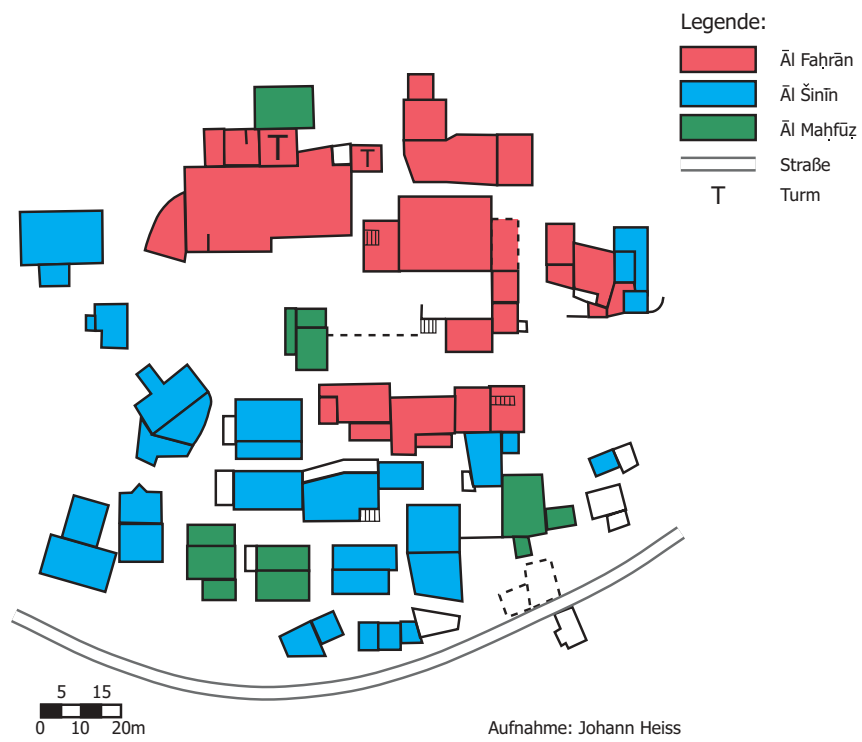 Legende:
Āl Faḥrān
Āl Šinīn
Āl Maḥfūẓ
Straße
T Turm
T
T
5 15
0 10 20m
Aufnahme: Johann Heiss